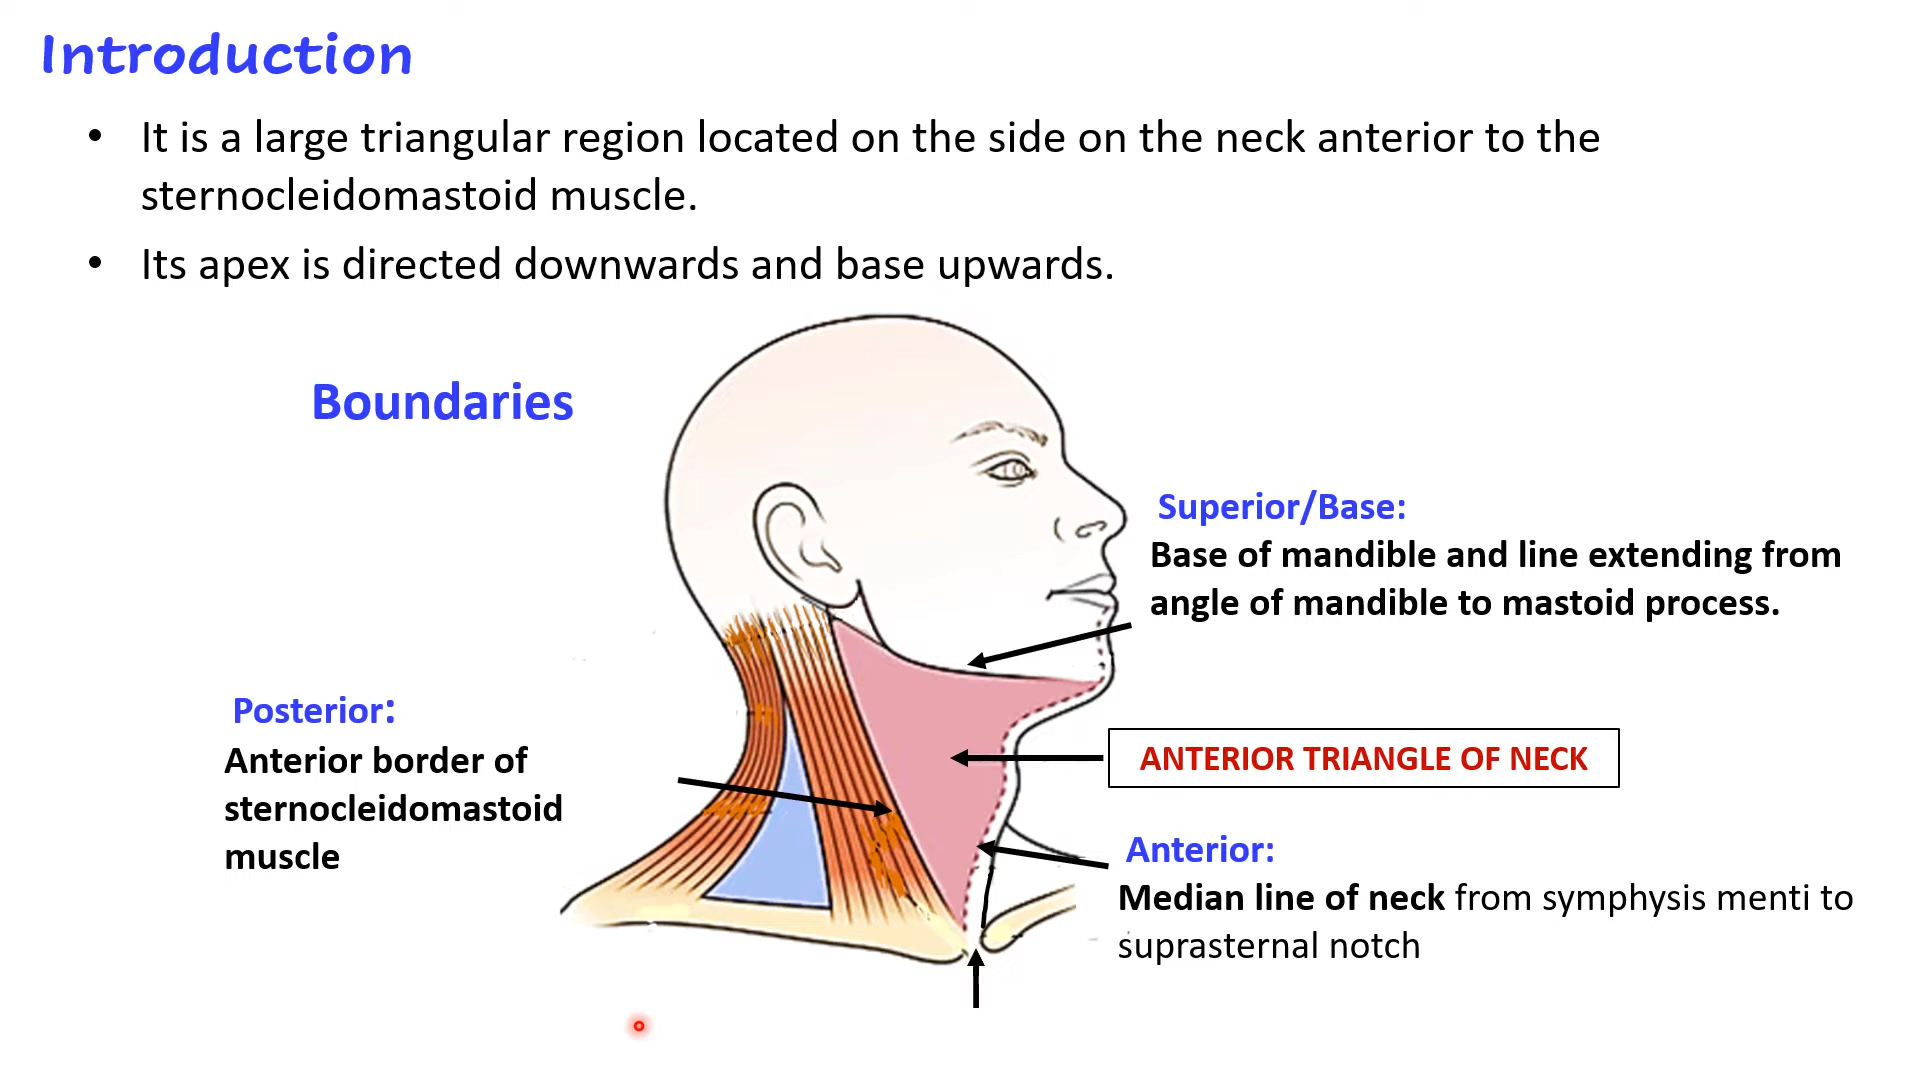 Introduction
• It is a large triangular region located on the side on the neck anterior to the
sternocleidomastoid muscle.
• Its apex is directed downwards and base upwards.
Boundaries
Superior/Base:
Base of mandible and line extending from
angle of mandible to mastoid process.
Posterior:
Anterior border of
sternocleidomastoid
muscle
ANTERIOR TRIANGLE OF NECK
Anterior:
Median line of neck from symphysis menti to
suprasternal notch